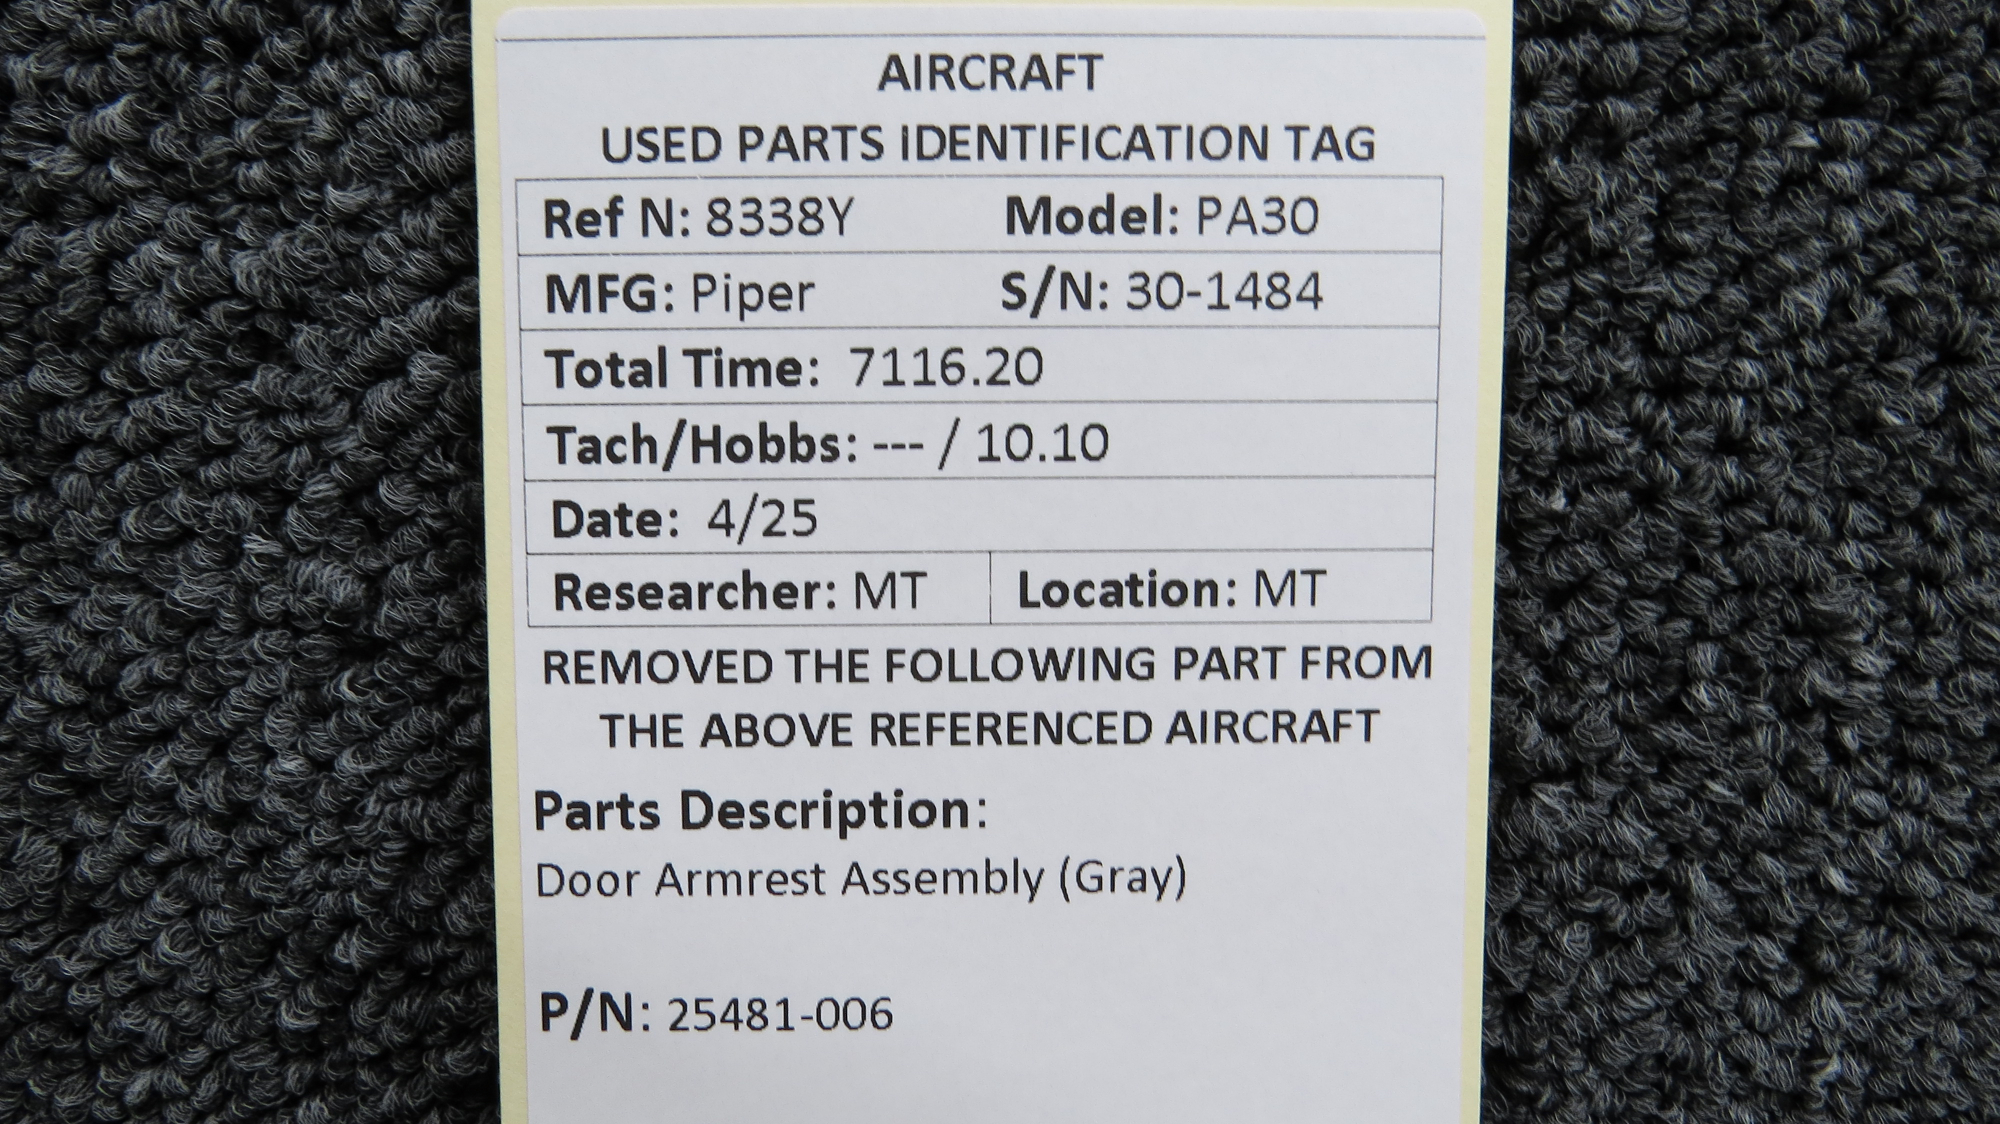 AIRCRAFT
USED PARTS IDENTIFICATION TAG
Ref N: 8338Y Model: PA30
MFG: Piper S/N: 30-1484
Total Time: 7116.20
Tach/Hobbs: --- / 10.10
Date: 4/25
Researcher: MT Location: MT
REMOVED THE FOLLOWING PART FROM
THE ABOVE REFERENCED AIRCRAFT
Parts Description:
Door Armrest Assembly (Gray)
P/N: 25481-006